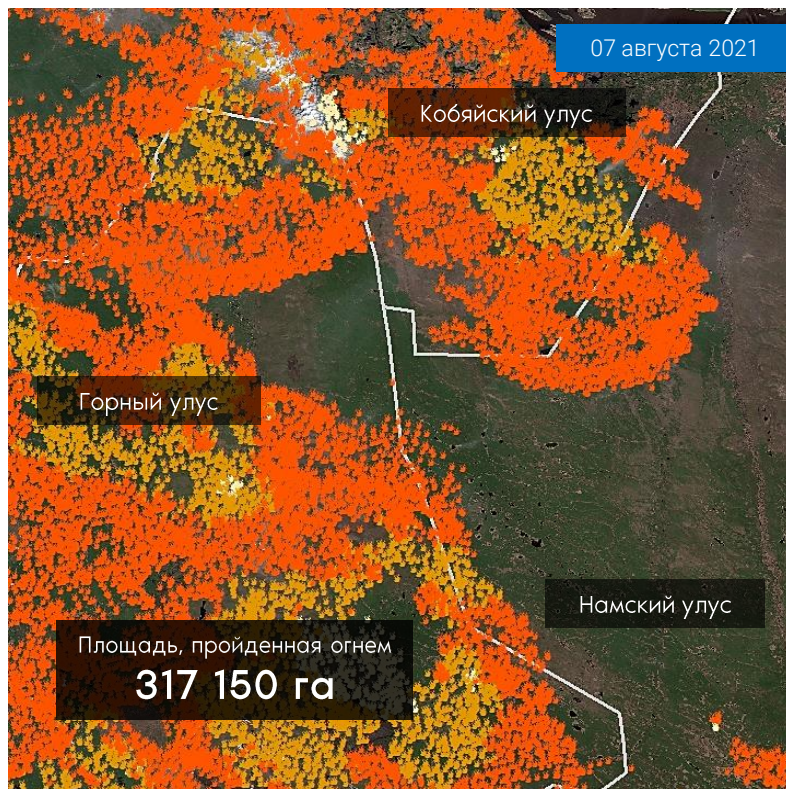 07 августа 2021
Кобяйский улус
Горный улус
Намский улус
Площадь, пройденная огнем
317 150 га